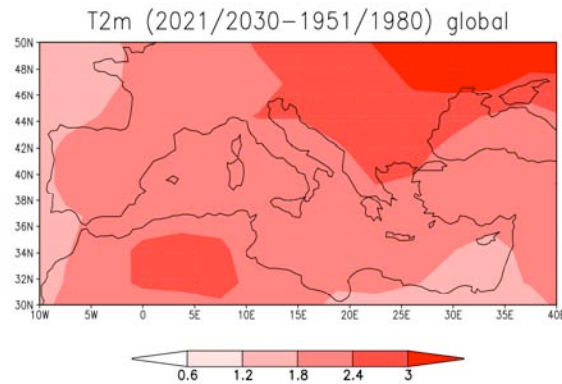 T2m (2021/2030–1951/1980) global
50N
48N
46N
44N
42N
40N
38N
36N
34N
32N
30N
10W 5W 0 5E 10E 15E 20E 25E 30E 35E 40E
0.6 1.2 1.8 2.4 3